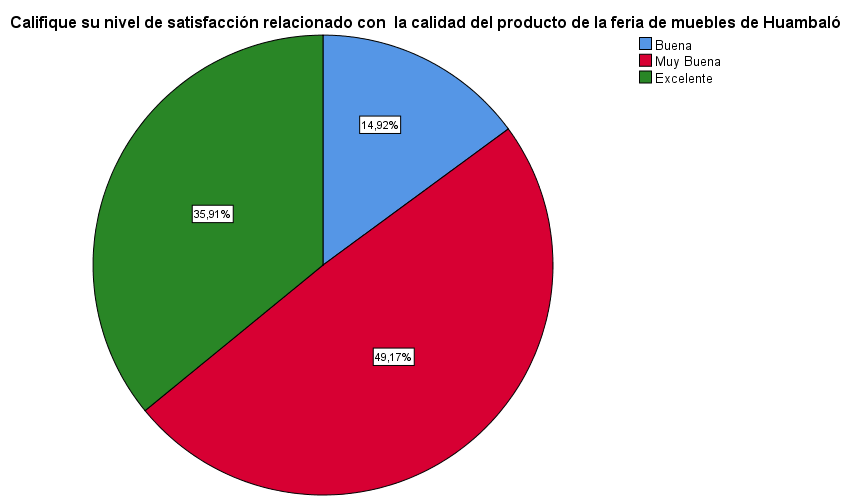 Califique su nivel de satisfacción relacionado con  la calidad del producto de la feria de muebles de Huambaló
Buena
Muy Buena
Excelente
14,92%
35,91%
49,17%